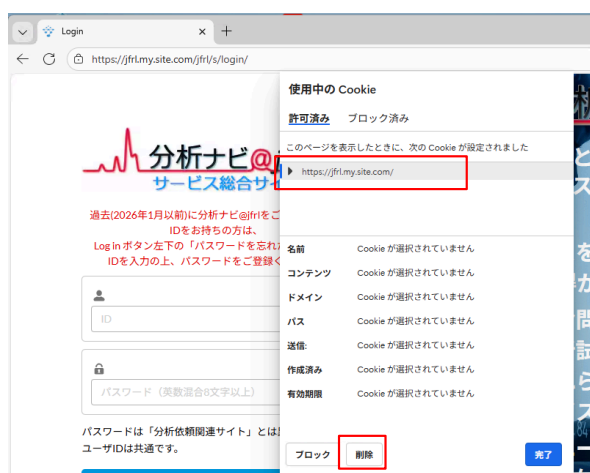 Login
https://jfrl.my.site.com/jfrl/s/login/
分析ナビ@j
サービス総合サイ
過去(2026年1月以前)に分析ナビ@jfrlをご
IDをお持ちの方は、
Log in ボタン左下の「パスワードを忘れ
IDを入力の上、パスワードをご登録く
ID
パスワード（英数混合8文字以上）
パスワードは「分析依頼関連サイト」とは
ユーザIDは共通です。
使用中の Cookie
許可済み
ブロック済み
このページを表示したときに、次の Cookie が設定されました
https://jfrl.my.site.com/
名前 Cookie が選択されていません
コンテンツ Cookie が選択されていません
ドメイン Cookie が選択されていません
パス Cookie が選択されていません
送信: Cookie が選択されていません
作成済み Cookie が選択されていません
有効期限 Cookie が選択されていません
ブロック
削除
完了